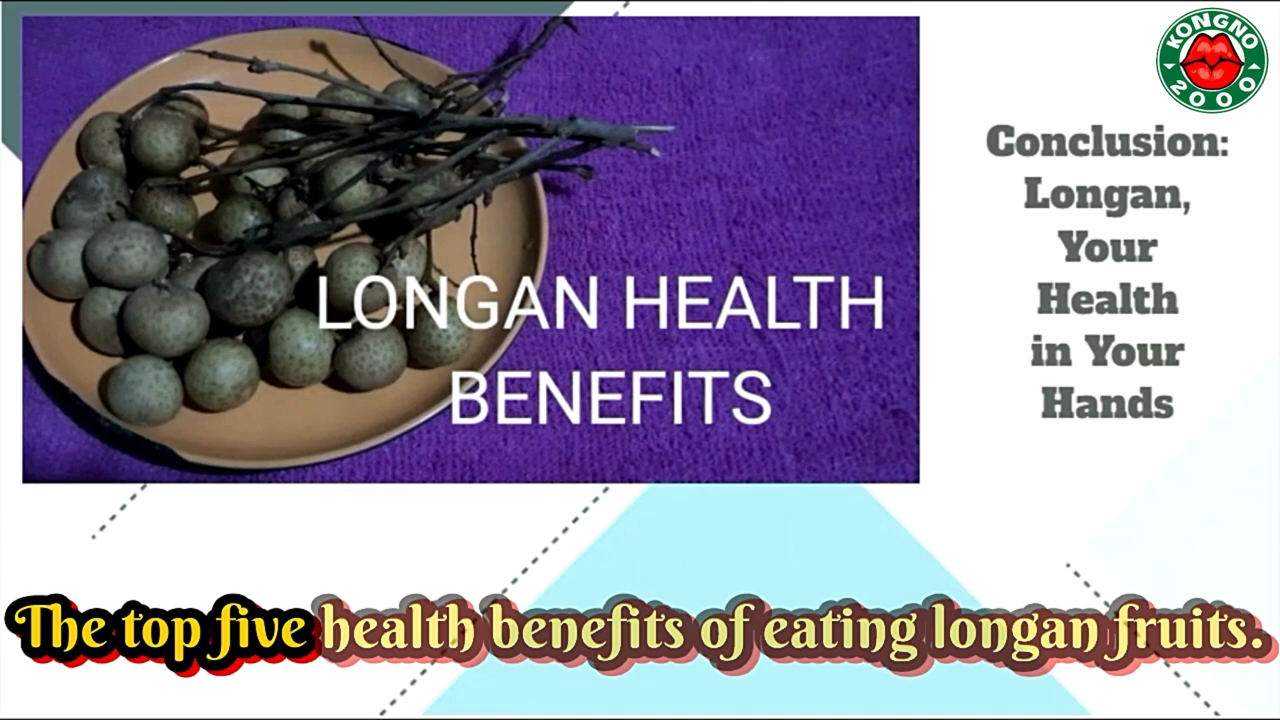 KONGNO
2000
Conclusion:
Longan,
Your
Health
in Your
Hands
LONGAN HEALTH
BENEFITS
The top five health benefits of eating longan fruits.